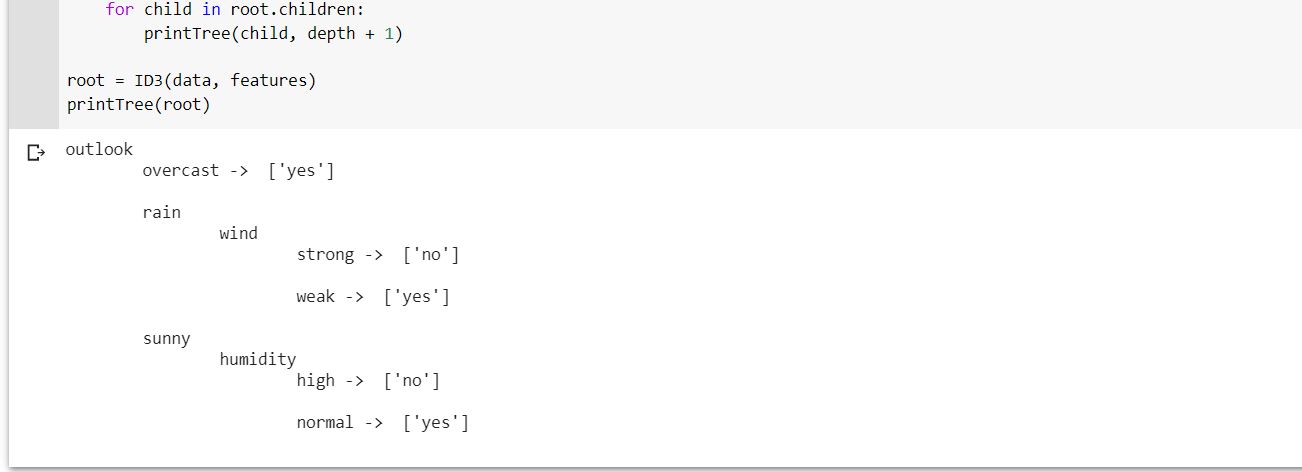 for child in root.children:
printTree(child, depth + 1)
root = ID3(data, features)
printTree(root)
outlook
overcast ->  ['yes']
rain
wind
strong ->  ['no']
weak ->  ['yes']
sunny
humidity
high ->  ['no']
normal ->  ['yes']